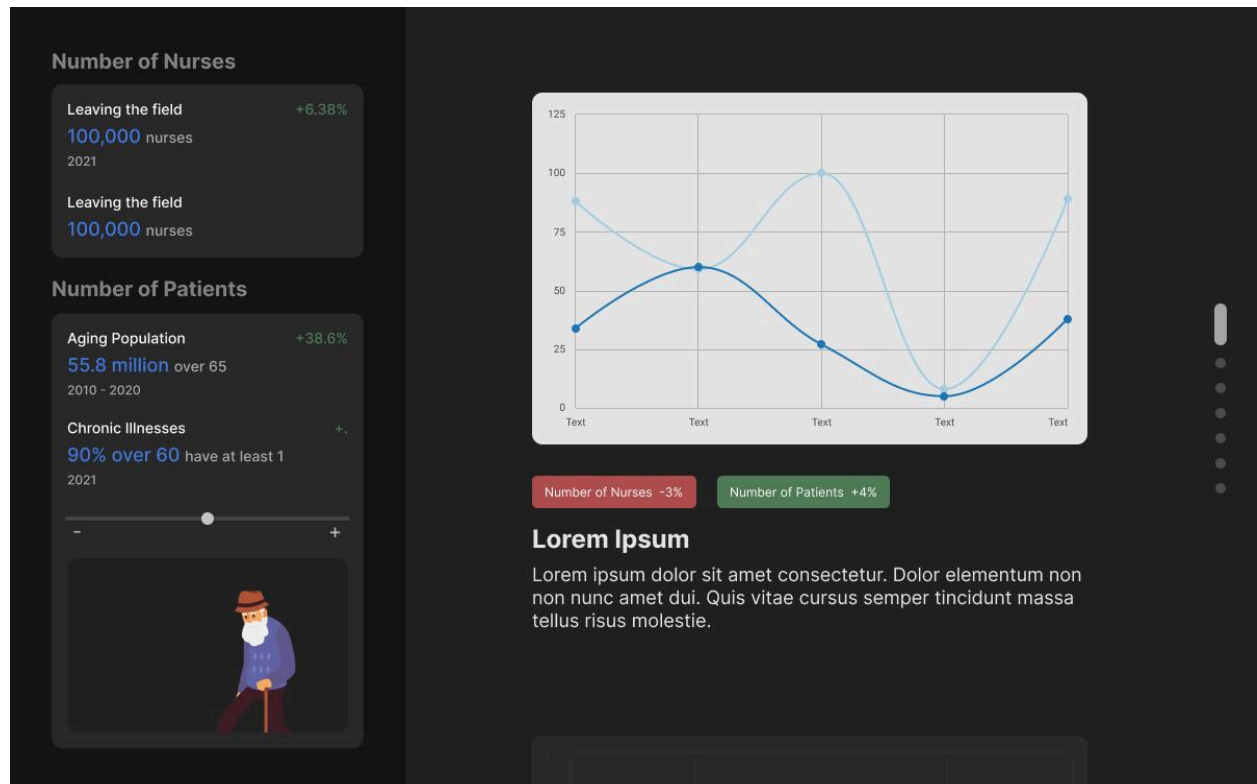 Number of Nurses
Leaving the field +6.38%
100,000 nurses
2021
Leaving the field
100,000 nurses
Number of Patients
Aging Population +38.6%
55.8 million over 65
2010 - 2020
Chronic Illnesses +.
90% over 60 have at least 1
2021
- +
125
100
75
50
25
0
Text Text Text Text Text
Number of Nurses -3% Number of Patients +4%
Lorem Ipsum
Lorem ipsum dolor sit amet consectetur. Dolor elementum non
non nunc amet dui. Quis vitae cursus semper tincidunt massa
tellus risus molestie.